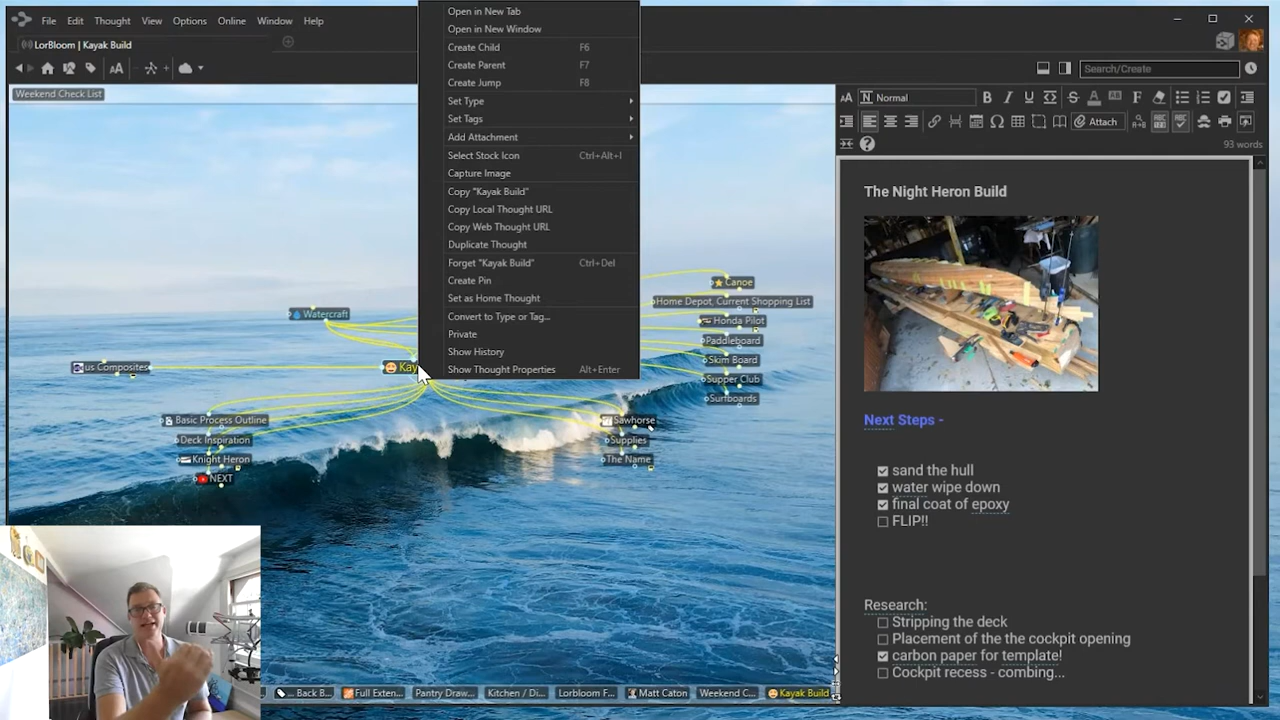 File Edit Thought View Options Online Window Help
LorBloom | Kayak Build
Search/Create
Weekend Check List
Open in New Tab
Open in New Window
Create Child F6
Create Parent F7
Create Jump F8
Set Type
Set Tags
Add Attachment
Select Stock Icon Ctrl+Alt+I
Capture Image
Copy "Kayak Build"
Copy Local Thought URL
Copy Web Thought URL
Duplicate Thought
Forget "Kayak Build" Ctrl+Del
Create Pin
Set as Home Thought
Convert to Type or Tag...
Private
Show History
Show Thought Properties Alt+Enter
Watercraft
us Composites
Kay
Basic Process Outline
Deck Inspiration
Knight Heron
NEXT
Sawhorse
Supplies
The Name
Canoe
Home Depot, Current Shopping List
Honda Pilot
Paddleboard
Skim Board
Supper Club
Surfboards
Normal
Attach
93 words
The Night Heron Build
Next Steps -
sand the hull
water wipe down
final coat of epoxy
FLIP!!
Research:
Stripping the deck
Placement of the the cockpit opening
carbon paper for template!
Cockpit recess - combing...
... Back B... Full Exten... Pantry Draw... Kitchen / Di... Lorbloom F... Matt Caton Weekend C... Kayak Build